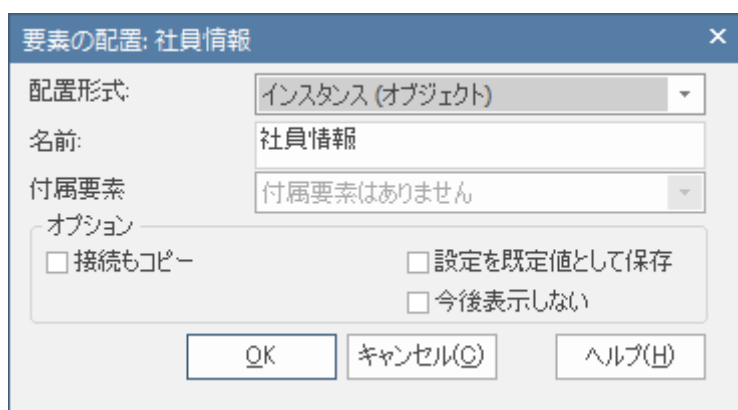 要素の配置: 社員情報
配置形式: インスタンス (オブジェクト)
名前: 社員情報
付属要素 付属要素はありません
オプション
接続もコピー 設定を既定値として保存
今後表示しない
OK キャンセル(C) ヘルプ(H)